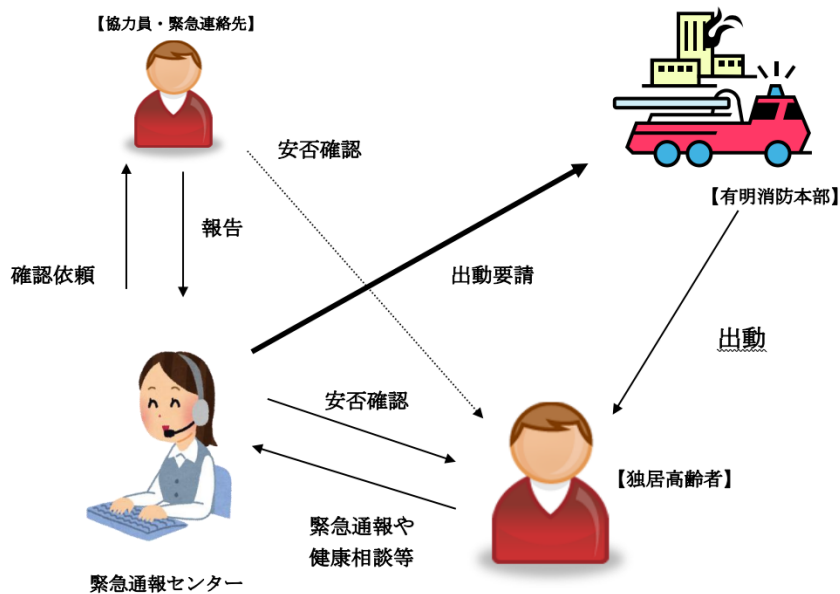 【協力員・緊急連絡先】
安否確認
【有明消防本部】
報告
確認依頼
出動要請
出動
安否確認
【独居高齢者】
緊急通報や
健康相談等
緊急通報センター